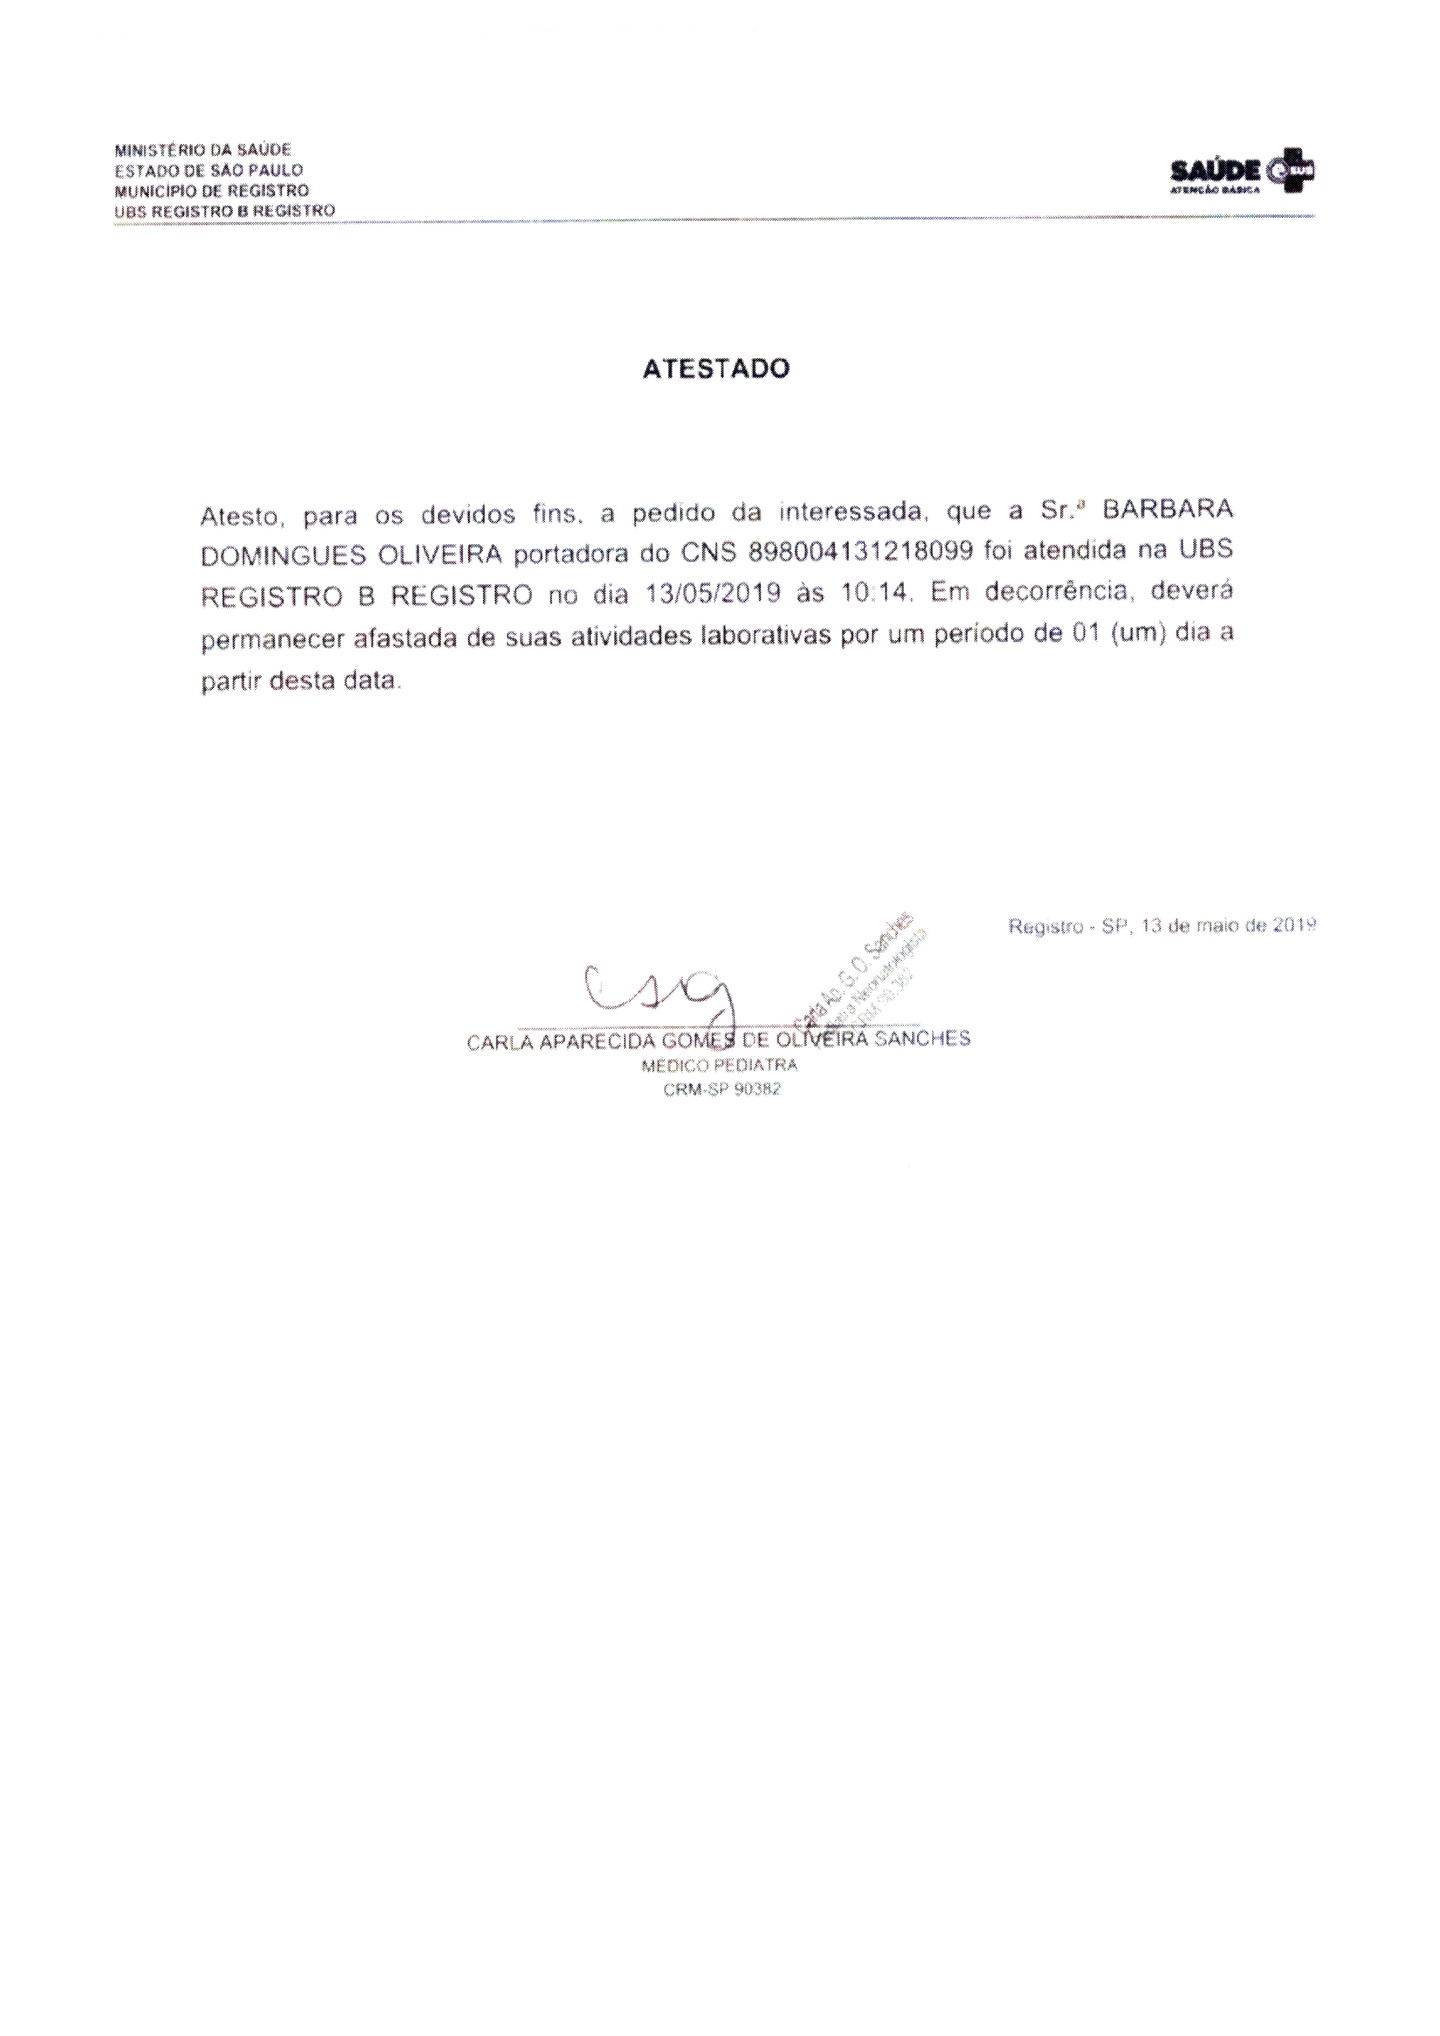 MINISTÉRIO DA SAÚDE
ESTADO DE SÃO PAULO
MUNICÍPIO DE REGISTRO
UBS REGISTRO B REGISTRO
SAÚDE e SUS
ATENÇÃO BÁSICA
ATESTADO
Atesto, para os devidos fins, a pedido da interessada, que a Sr.ª BARBARA
DOMINGUES OLIVEIRA portadora do CNS 898004131218099 foi atendida na UBS
REGISTRO B REGISTRO no dia 13/05/2019 às 10:14. Em decorrência, deverá
permanecer afastada de suas atividades laborativas por um período de 01 (um) dia a
partir desta data.
Registro - SP, 13 de maio de 2019
Carla Ap. G. O. Sanches
Neonatologista
CRM 90.382
CARLA APARECIDA GOMES DE OLIVEIRA SANCHES
MÉDICO PEDIATRA
CRM-SP 90382